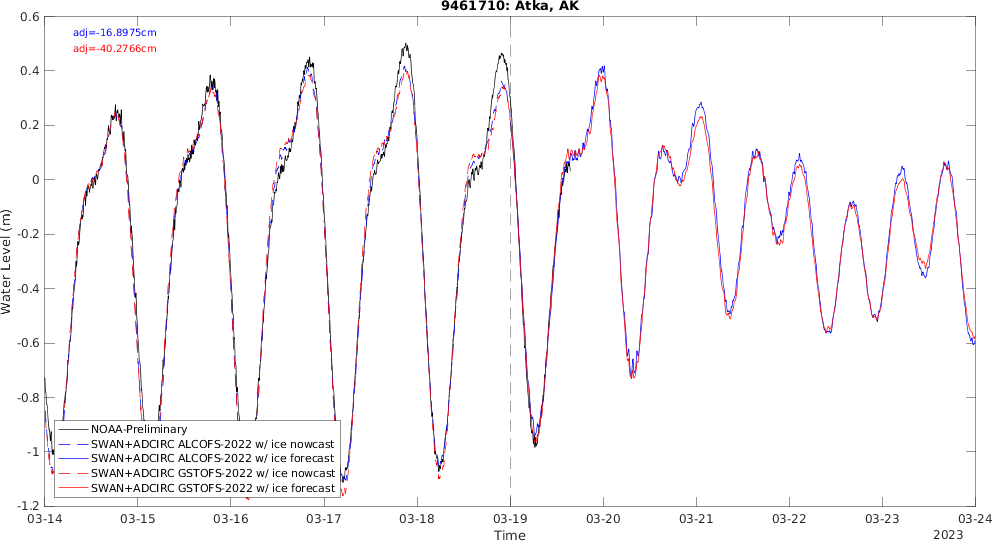 9461710: Atka, AK
adj=-16.8975cm
adj=-40.2766cm
0.6
0.4
0.2
0
-0.2
-0.4
-0.6
-0.8
-1
-1.2
Water Level (m)
NOAA-Preliminary
SWAN+ADCIRC ALCOFS-2022 w/ ice nowcast
SWAN+ADCIRC ALCOFS-2022 w/ ice forecast
SWAN+ADCIRC GSTOFS-2022 w/ ice nowcast
SWAN+ADCIRC GSTOFS-2022 w/ ice forecast
03-14 03-15 03-16 03-17 03-18 03-19 03-20 03-21 03-22 03-23 03-24
Time
2023